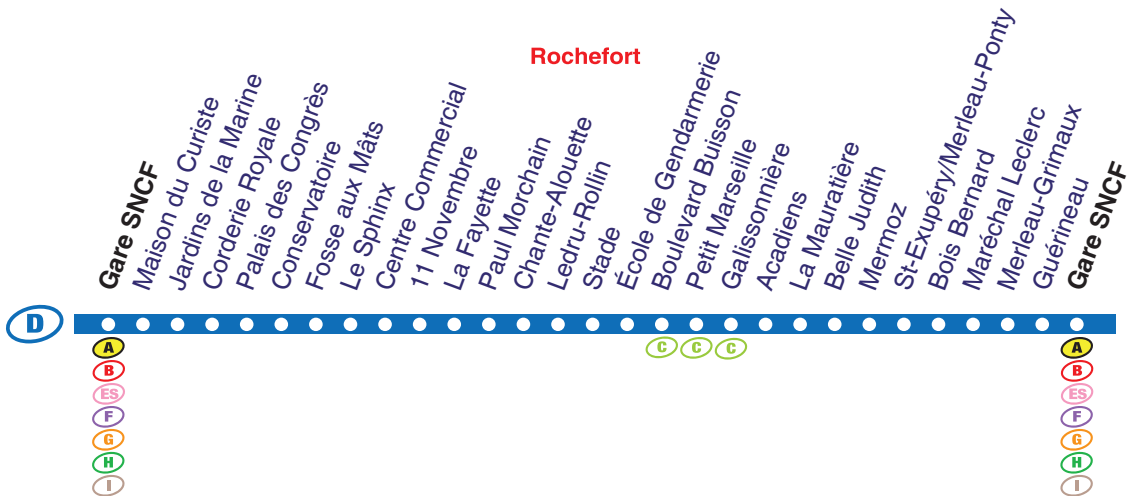 Rochefort
Gare SNCF
Maison du Curiste
Jardins de la Marine
Corderie Royale
Palais des Congrès
Conservatoire
Fosse aux Mâts
Le Sphinx
Centre Commercial
11 Novembre
La Fayette
Paul Morchain
Chante-Alouette
Ledru-Rollin
Stade
École de Gendarmerie
Boulevard Buisson
Petit Marseille
Galissonnière
Acadiens
La Mauratière
Belle Judith
Mermoz
St-Exupéry/Merleau-Ponty
Bois Bernard
Maréchal Leclerc
Merleau-Grimaux
Guérineau
Gare SNCF
D
A C C C A
B B
ES ES
F F
G G
H H
I I